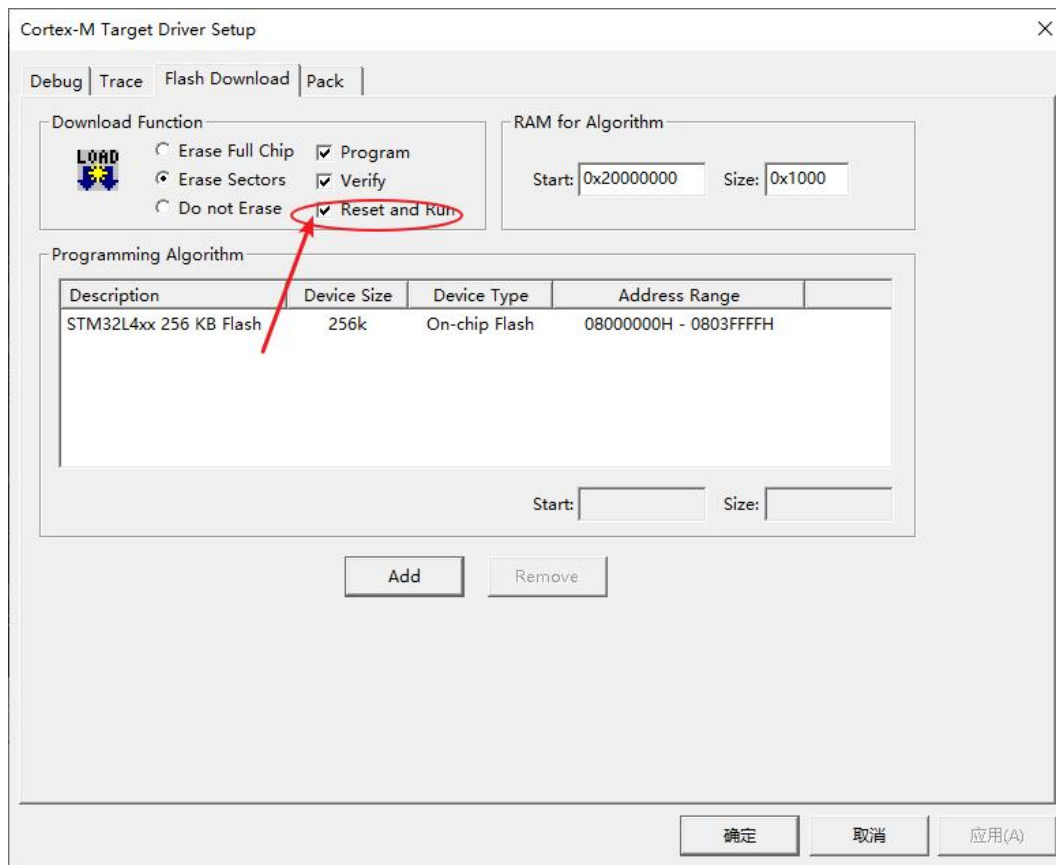 Cortex-M Target Driver Setup
Debug Trace Flash Download Pack
Download Function
LOAD
Erase Full Chip
Erase Sectors
Do not Erase
Program
Verify
Reset and Run
RAM for Algorithm
Start: 0x20000000 Size: 0x1000
Programming Algorithm
Description Device Size Device Type Address Range
STM32L4xx 256 KB Flash 256k On-chip Flash 08000000H - 0803FFFFH
Start: Size:
Add Remove
确定 取消 应用(A)